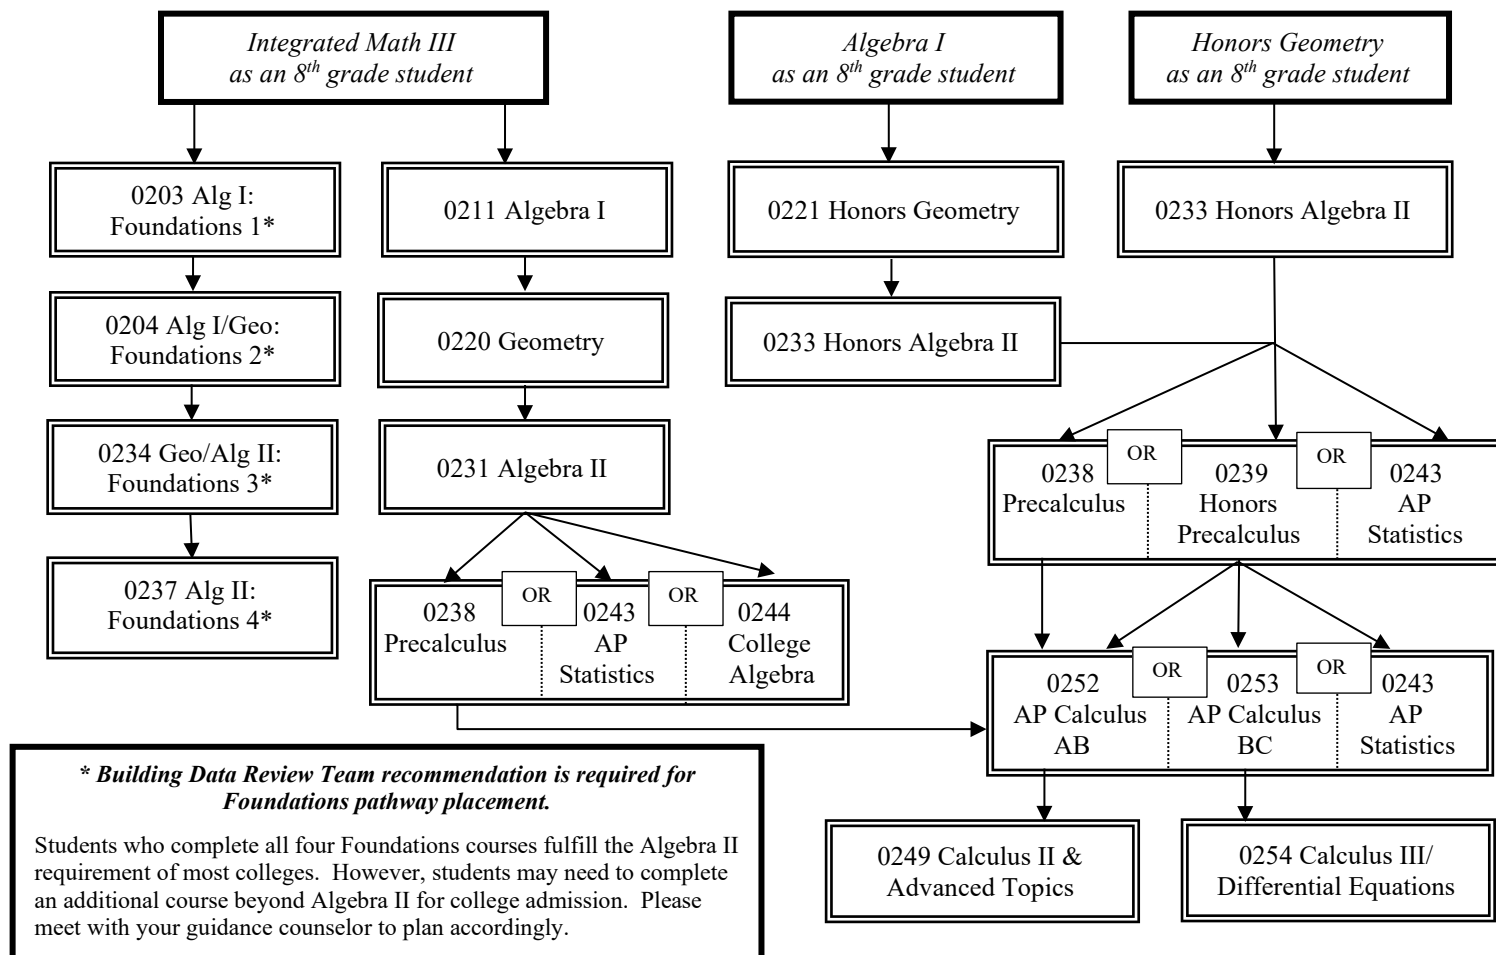 Integrated Math III
as an 8th grade student
Algebra I
as an 8th grade student
Honors Geometry
as an 8th grade student
0203 Alg I:
Foundations 1*
0211 Algebra I
0221 Honors Geometry
0233 Honors Algebra II
0204 Alg I/Geo:
Foundations 2*
0220 Geometry
0233 Honors Algebra II
0234 Geo/Alg II:
Foundations 3*
0231 Algebra II
0238
Precalculus
OR
0239
Honors
Precalculus
OR
0243
AP
Statistics
0237 Alg II:
Foundations 4*
0238
Precalculus
OR
0243
AP
Statistics
OR
0244
College
Algebra
0252
AP Calculus
AB
OR
0253
AP Calculus
BC
OR
0243
AP
Statistics
* Building Data Review Team recommendation is required for
Foundations pathway placement.
Students who complete all four Foundations courses fulfill the Algebra II
requirement of most colleges. However, students may need to complete
an additional course beyond Algebra II for college admission. Please
meet with your guidance counselor to plan accordingly.
0249 Calculus II &
Advanced Topics
0254 Calculus III/
Differential Equations